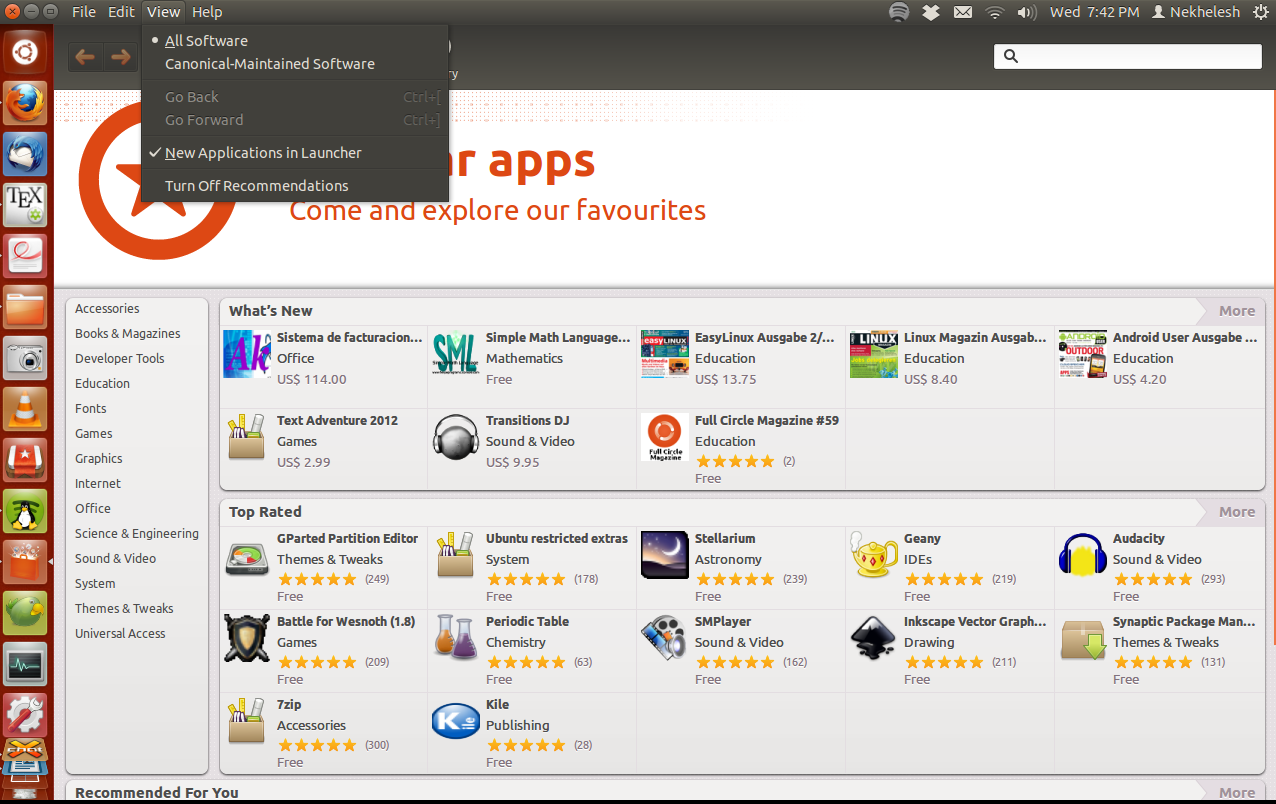 File Edit View Help
Wed 7:42 PM Nekhelesh
All Software
Canonical-Maintained Software
Go Back Ctrl+[
Go Forward Ctrl+]
New Applications in Launcher
Turn Off Recommendations
ry
r apps
Come and explore our favourites
Accessories
Books & Magazines
Developer Tools
Education
Fonts
Games
Graphics
Internet
Office
Science & Engineering
Sound & Video
System
Themes & Tweaks
Universal Access
What's New More
Sistema de facturacion...
Office
US$ 114.00
Simple Math Language...
Mathematics
Free
EasyLinux Ausgabe 2/...
Education
US$ 13.75
Linux Magazin Ausgab...
Education
US$ 8.40
Android User Ausgabe ...
Education
US$ 4.20
Text Adventure 2012
Games
US$ 2.99
Transitions DJ
Sound & Video
US$ 9.95
Full Circle Magazine #59
Education
(2)
Free
Top Rated More
GParted Partition Editor
Themes & Tweaks
(249)
Free
Ubuntu restricted extras
System
(178)
Free
Stellarium
Astronomy
(239)
Free
Geany
IDEs
(219)
Free
Audacity
Sound & Video
(293)
Free
Battle for Wesnoth (1.8)
Games
(209)
Free
Periodic Table
Chemistry
(63)
Free
SMPlayer
Sound & Video
(162)
Free
Inkscape Vector Graph...
Drawing
(211)
Free
Synaptic Package Man...
Themes & Tweaks
(131)
Free
7zip
Accessories
(300)
Free
Kile
Publishing
(28)
Free
Recommended For You More
TEX
Ak
SML
easyLINUX
LINUX
OUTDOOR
Full Circle
Magazine